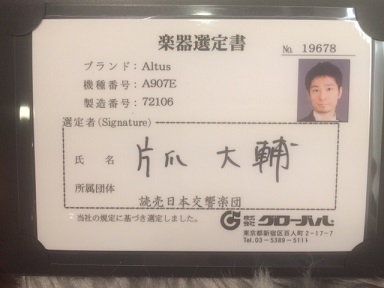 楽器選定書
№ 19678
ブランド：Altus
機種番号：A907E
製造番号：72106
選定者(Signature)
氏 名 片爪 大輔
所属団体
読売日本交響楽団
当社の規定に基づき選定しました。
株式会社 グローバル
東京都新宿区百人町2-17-7
Tel.03-5389-5111